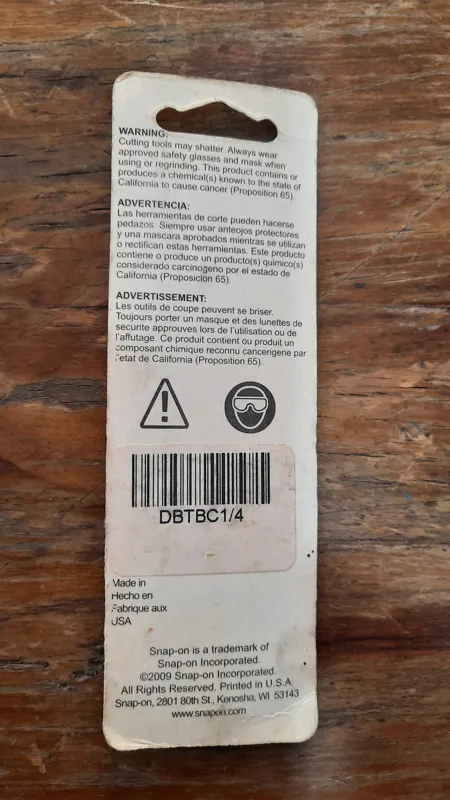 WARNING:
Cutting tools may shatter. Always wear
approved safety glasses and mask when
using or regrinding. This product contains or
produces a chemical(s) known to the state of
California to cause cancer (Proposition 65).
ADVERTENCIA:
Las herramientas de corte pueden hacerse
pedazos. Siempre usar anteojos protectores
y una mascara aprobados mientras se utilizan
o rectifican estas herramientas. Este producto
contiene o produce un producto(s) quimico(s)
considerado carcinogeno por el estado de
California (Proposicion 65).
ADVERTISSEMENT:
Les outils de coupe peuvent se briser.
Toujours porter un masque et des lunettes de
securite approuves lors de l'utilisation ou de
l'affutage. Ce produit contient ou produit un
composant chimique reconnu cancerigene par
l'etat de California (Proposition 65).
DBTBC1/4
Made in
Hecho en
Fabrique aux
USA
Snap-on is a trademark of
Snap-on Incorporated.
©2009 Snap-on Incorporated.
All Rights Reserved. Printed in U.S.A.
Snap-on, 2801 80th St., Kenosha, WI 53143
www.snapon.com